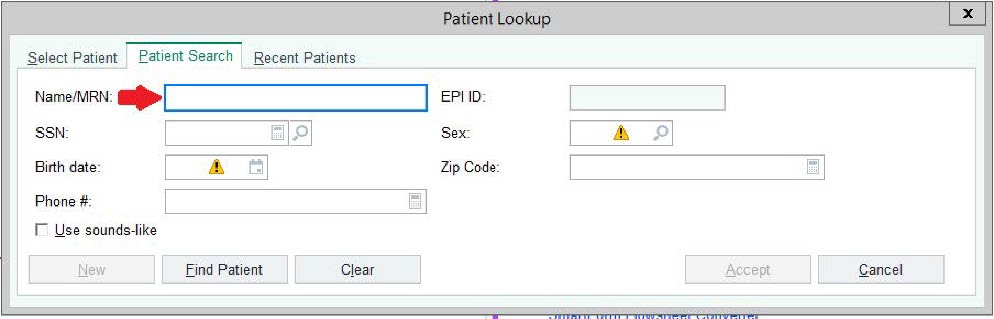 Patient Lookup
x
Select Patient Patient Search Recent Patients
Name/MRN: EPI ID:
SSN: Sex:
Birth date: Zip Code:
Phone #:
Use sounds-like
New Find Patient Clear Accept Cancel